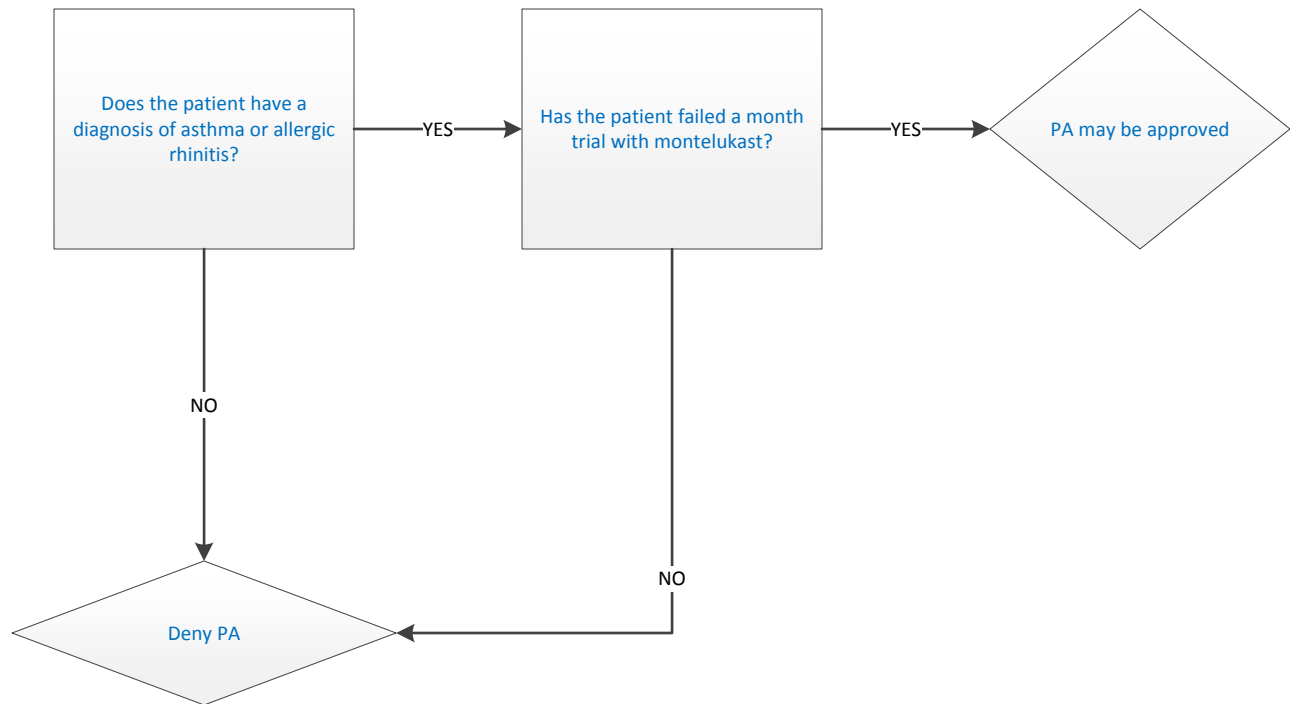 Does the patient have a
diagnosis of asthma or allergic
rhinitis?
YES
Has the patient failed a month
trial with montelukast?
YES
PA may be approved
NO
NO
Deny PA